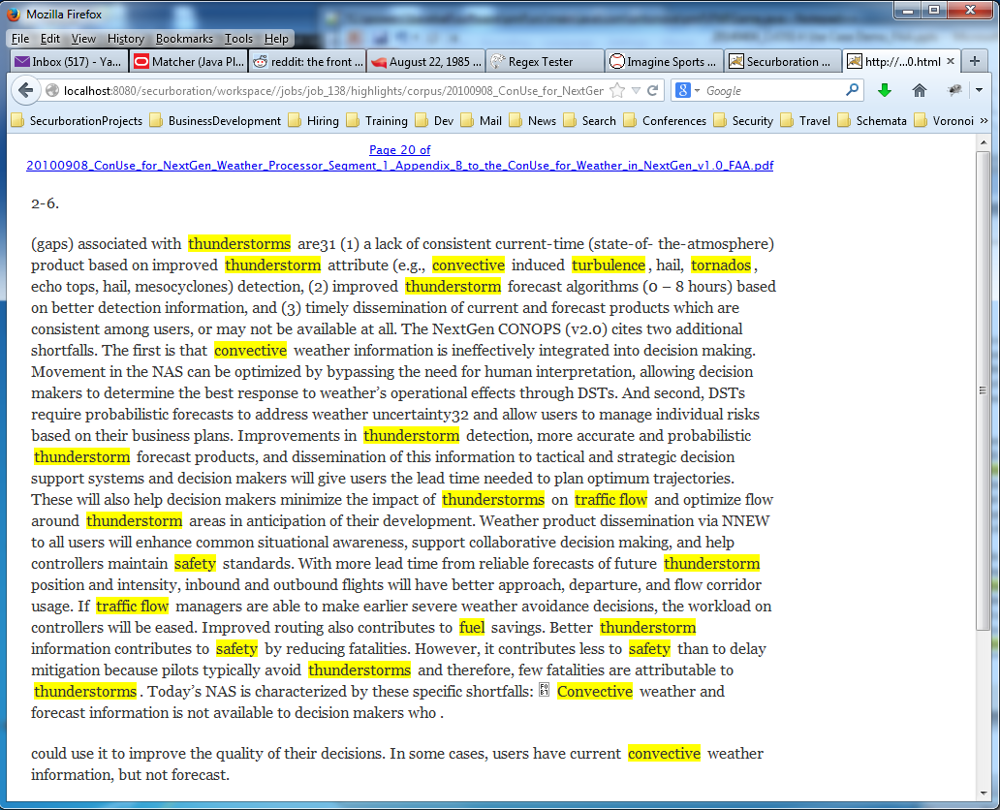 Mozilla Firefox
File Edit View History Bookmarks Tools Help
Inbox (517) - Ya... Matcher (Java Pl... reddit: the front ... August 22, 1985 ... Regex Tester Imagine Sports ... Securboration ... http://...0.html
localhost:8080/securboration/workspace//jobs/job_138/highlights/corpus/20100908_ConUse_for_NextGer Google
SecurborationProjects BusinessDevelopment Hiring Training Dev Mail News Search Conferences Security Travel Schemata Voronoi »
Page 20 of
20100908_ConUse_for_NextGen_Weather_Processor_Segment_1_Appendix_B_to_the_ConUse_for_Weather_in_NextGen_v1.0_FAA.pdf
2-6.
(gaps) associated with thunderstorms are31 (1) a lack of consistent current-time (state-of- the-atmosphere)
product based on improved thunderstorm attribute (e.g., convective induced turbulence, hail, tornados,
echo tops, hail, mesocyclones) detection, (2) improved thunderstorm forecast algorithms (0 – 8 hours) based
on better detection information, and (3) timely dissemination of current and forecast products which are
consistent among users, or may not be available at all. The NextGen CONOPS (v2.0) cites two additional
shortfalls. The first is that convective weather information is ineffectively integrated into decision making.
Movement in the NAS can be optimized by bypassing the need for human interpretation, allowing decision
makers to determine the best response to weather's operational effects through DSTs. And second, DSTs
require probabilistic forecasts to address weather uncertainty32 and allow users to manage individual risks
based on their business plans. Improvements in thunderstorm detection, more accurate and probabilistic
thunderstorm forecast products, and dissemination of this information to tactical and strategic decision
support systems and decision makers will give users the lead time needed to plan optimum trajectories.
These will also help decision makers minimize the impact of thunderstorms on traffic flow and optimize flow
around thunderstorm areas in anticipation of their development. Weather product dissemination via NNEW
to all users will enhance common situational awareness, support collaborative decision making, and help
controllers maintain safety standards. With more lead time from reliable forecasts of future thunderstorm
position and intensity, inbound and outbound flights will have better approach, departure, and flow corridor
usage. If traffic flow managers are able to make earlier severe weather avoidance decisions, the workload on
controllers will be eased. Improved routing also contributes to fuel savings. Better thunderstorm
information contributes to safety by reducing fatalities. However, it contributes less to safety than to delay
mitigation because pilots typically avoid thunderstorms and therefore, few fatalities are attributable to
thunderstorms. Today's NAS is characterized by these specific shortfalls: Convective weather and
forecast information is not available to decision makers who .
could use it to improve the quality of their decisions. In some cases, users have current convective weather
information, but not forecast.